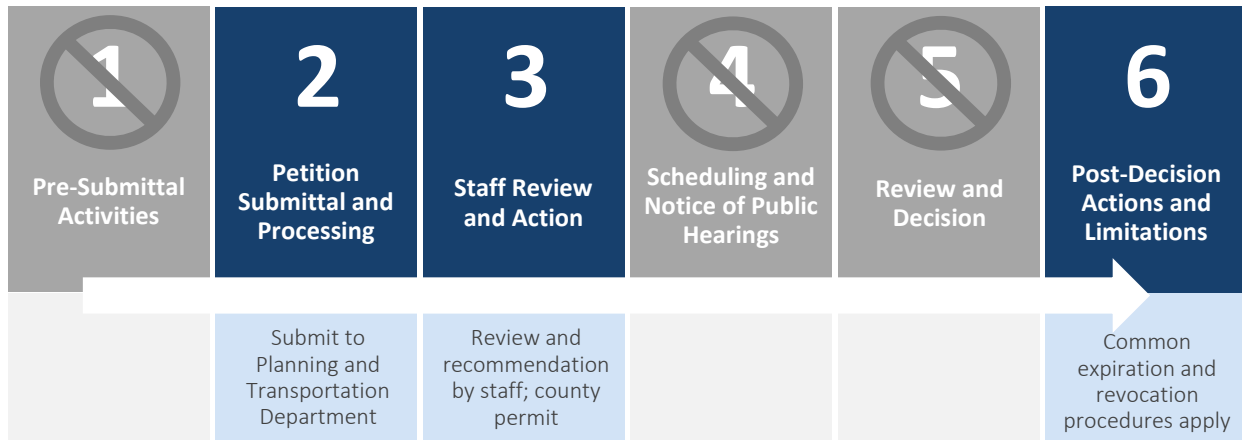 1
Pre-Submittal
Activities
2
Petition
Submittal and
Processing
Submit to
Planning and
Transportation
Department
3
Staff Review
and Action
Review and
recommendation
by staff; county
permit
4
Scheduling and
Notice of Public
Hearings
5
Review and
Decision
6
Post-Decision
Actions and
Limitations
Common
expiration and
revocation
procedures apply